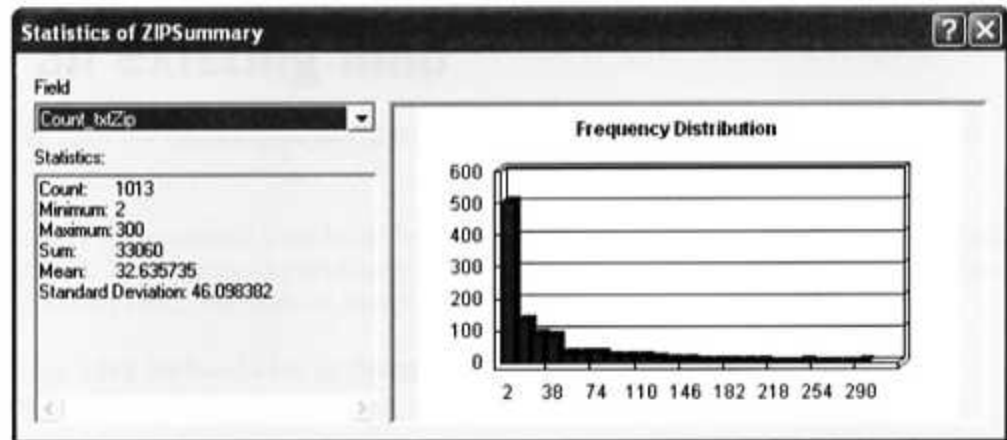 Statistics of ZIPSummary
Field
Count_txtZip
Statistics:
Count: 1013
Minimum: 2
Maximum: 300
Sum: 33060
Mean: 32.635735
Standard Deviation: 46.098382
Frequency Distribution
600
500
400
300
200
100
0
2 38 74 110 146 182 218 254 290